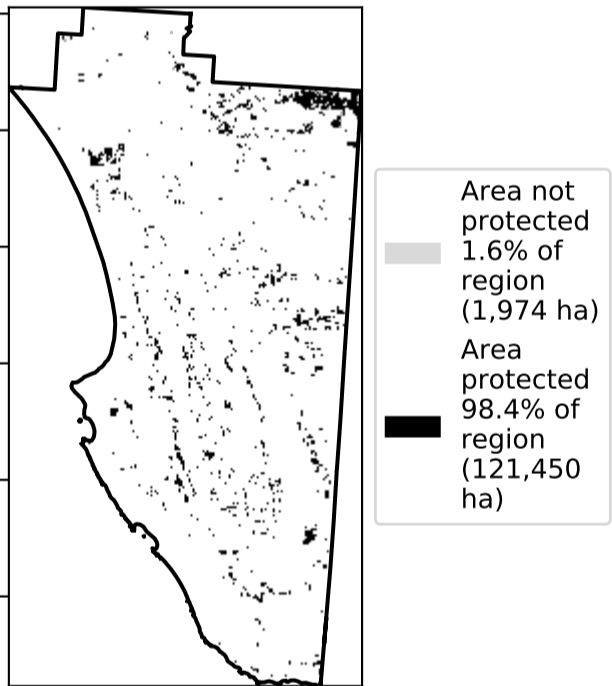 Area not
protected
1.6% of
region
(1,974 ha)
Area
protected
98.4% of
region
(121,450
ha)